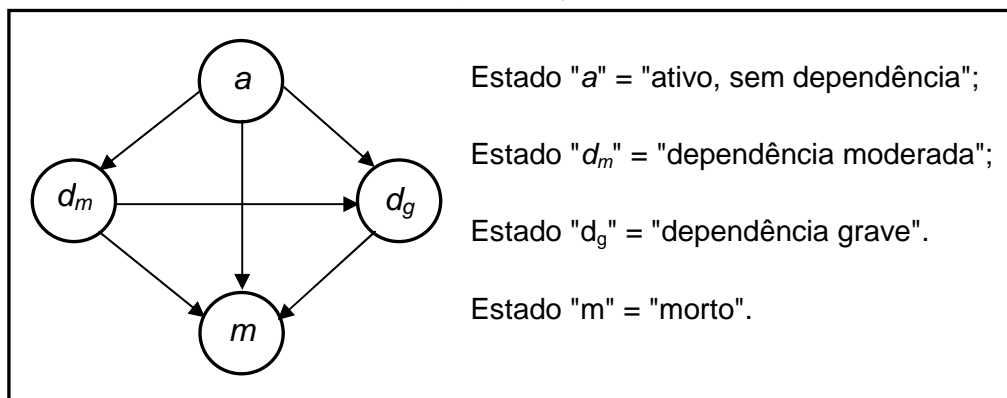 a
Estado "a" = "ativo, sem dependência";
Estado "dm" = "dependência moderada";
dm
dg
Estado "dg" = "dependência grave".
Estado "m" = "morto".
m